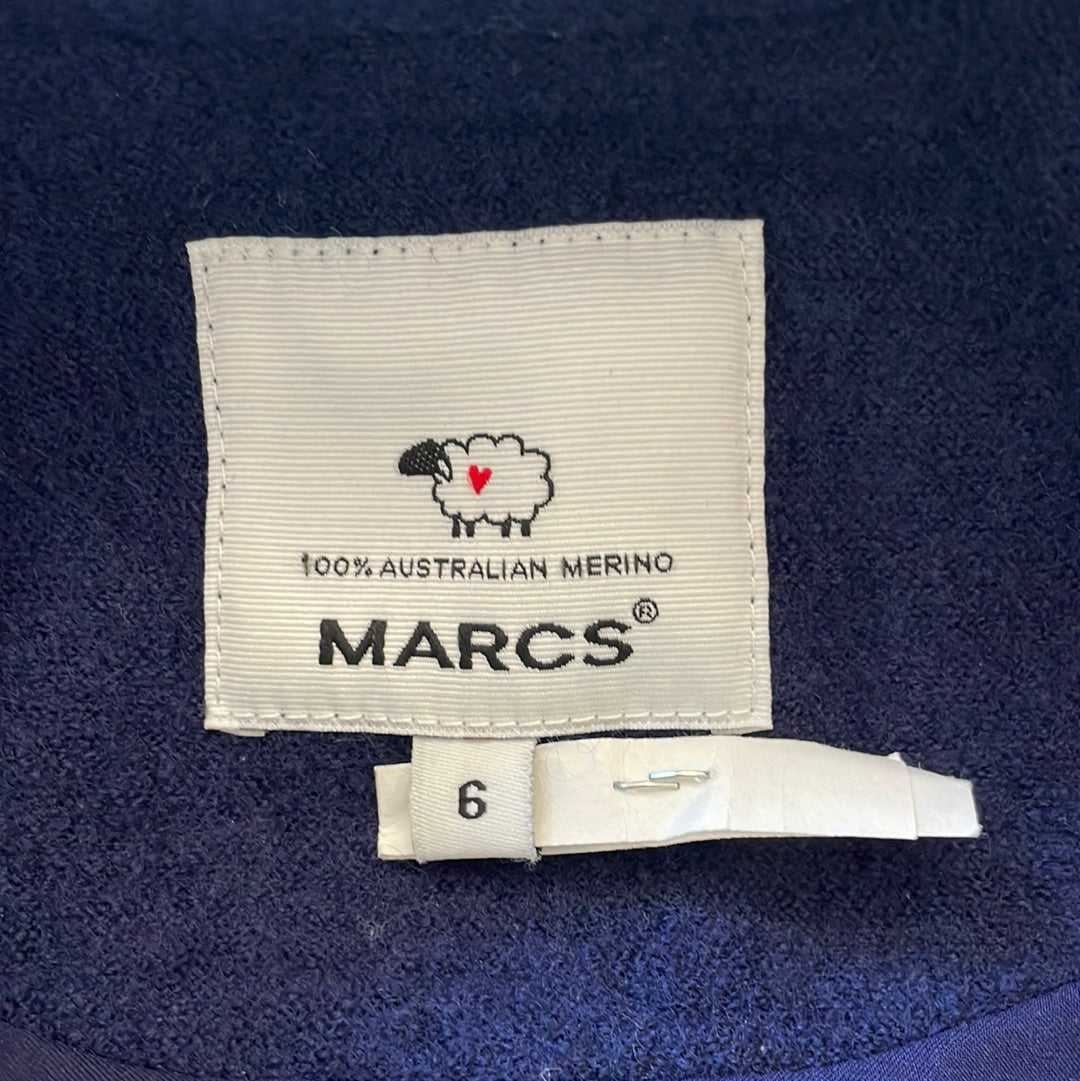 100% AUSTRALIAN MERINO
MARCS®
6